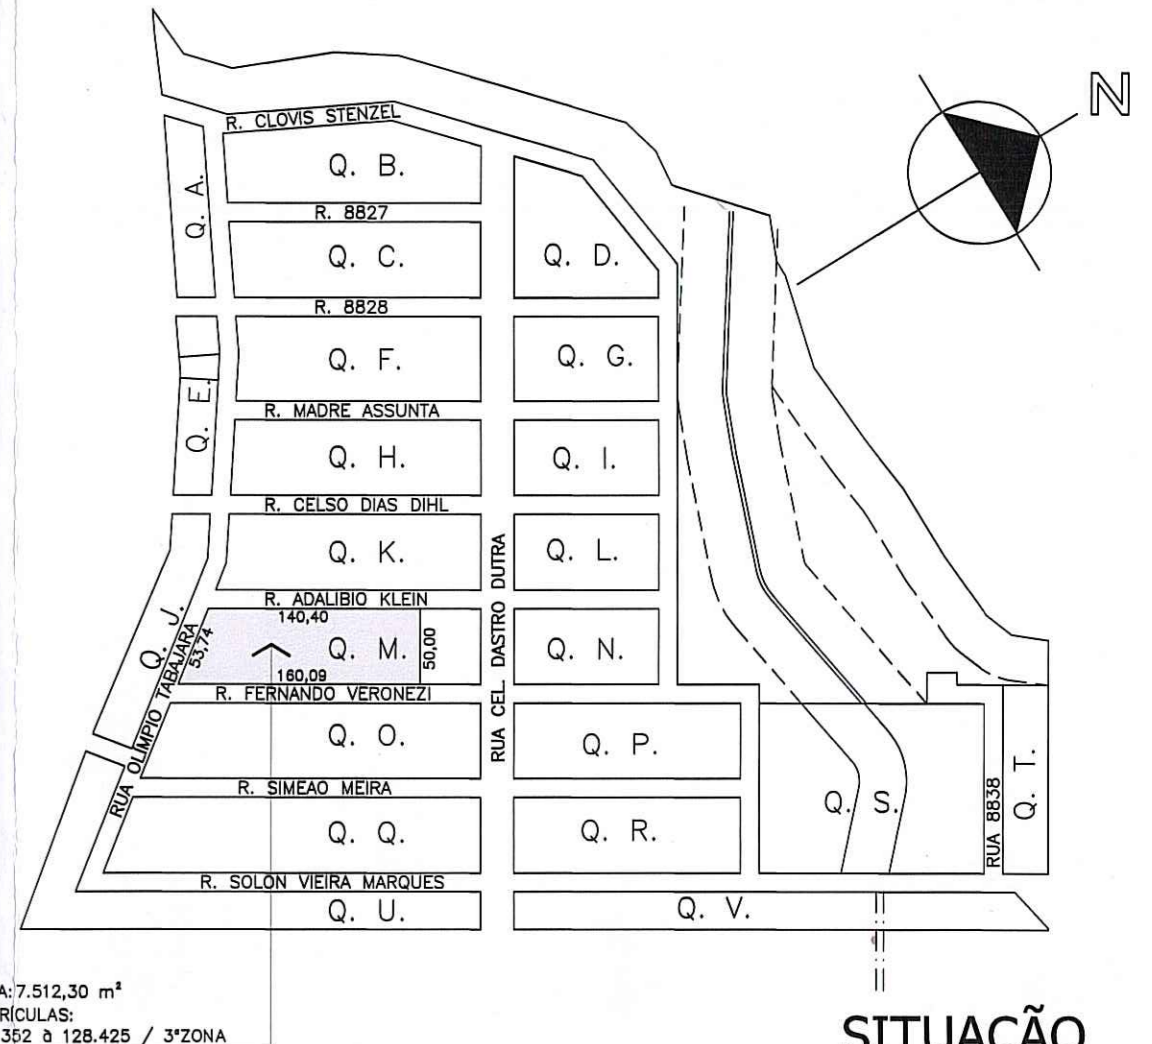 N
R. CLOVIS STENZEL
Q. A.
Q. B.
R. 8827
Q. C.
Q. D.
R. 8828
Q. E.
Q. F.
Q. G.
R. MADRE ASSUNTA
Q. H.
Q. I.
R. CELSO DIAS DIHL
Q. J.
Q. K.
Q. L.
RUA CEL. DASTRO DUTRA
R. ADALIBIO KLEIN
140,40
53,74
Q. M.
50,00
Q. N.
160,09
RUA OLIMPIO TABAJARA
R. FERNANDO VERONEZI
Q. O.
Q. P.
R. SIMEAO MEIRA
Q. Q.
Q. R.
Q. S.
RUA 8838
Q. T.
R. SOLON VIEIRA MARQUES
Q. U.
Q. V.
A: 7.512,30 m²
RÍCULAS:
352 à 128.425 / 3ªZONA
SITUAÇÃO